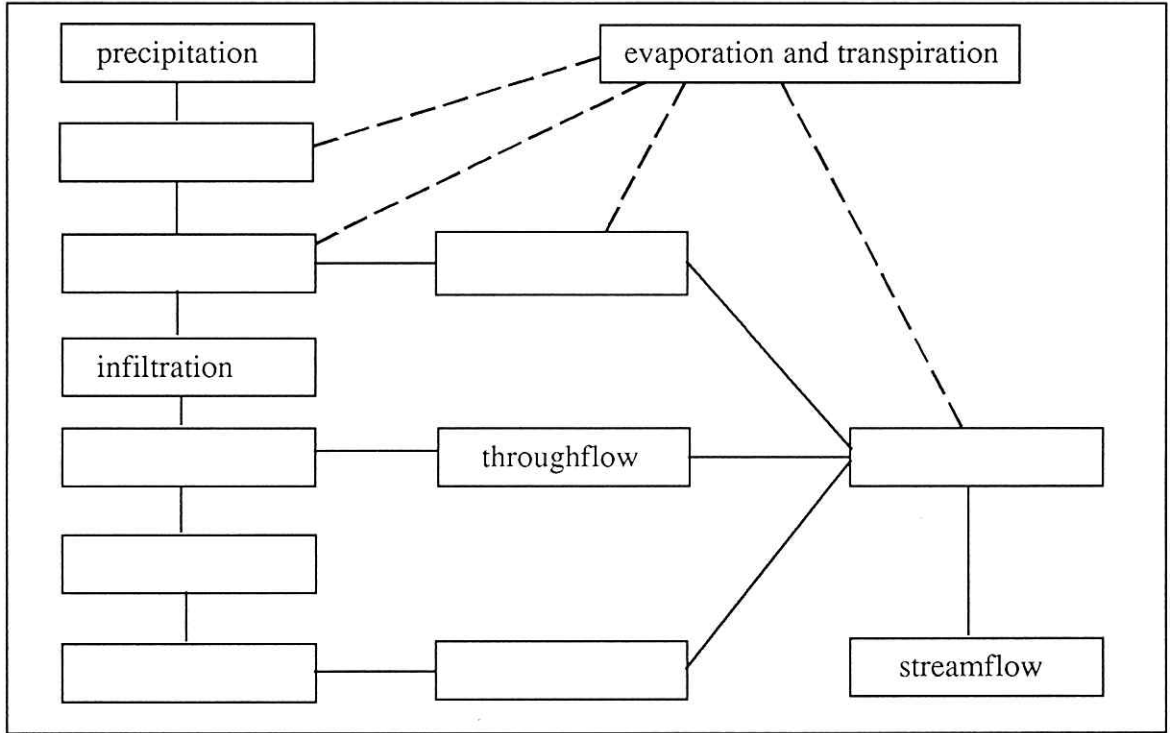 precipitation
evaporation and transpiration
infiltration
throughflow
streamflow